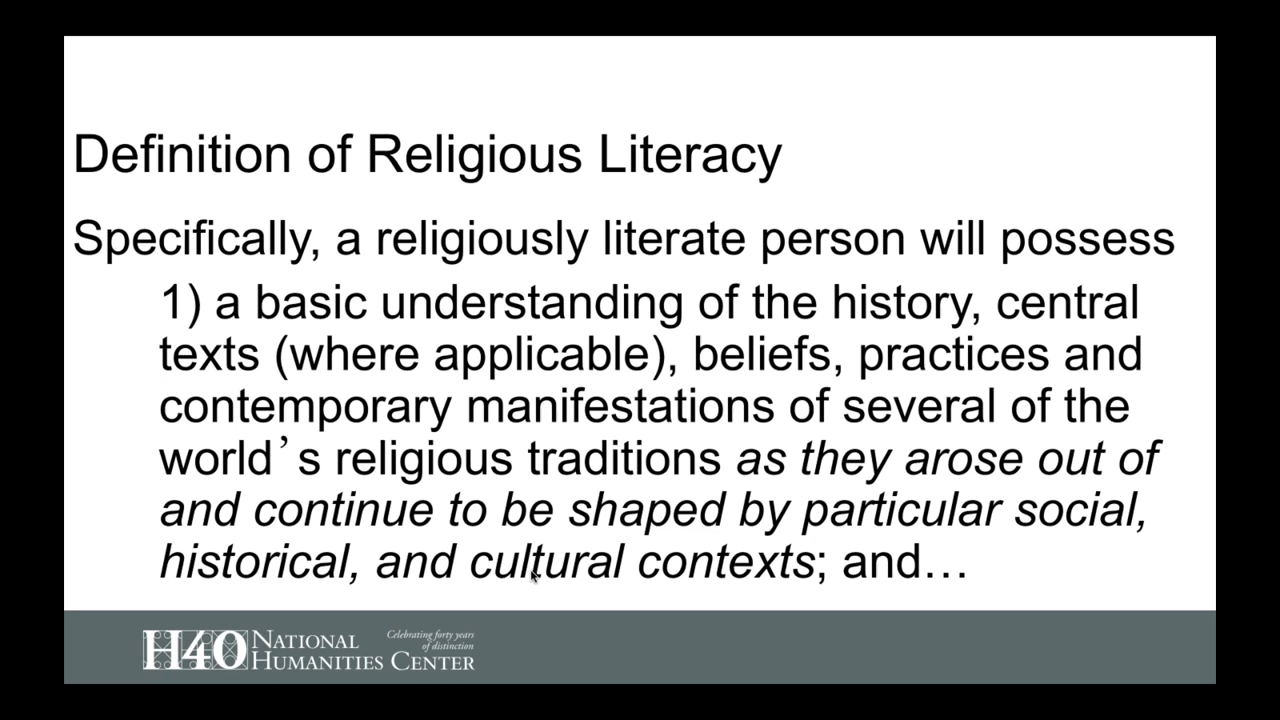 Definition of Religious Literacy
Specifically, a religiously literate person will possess
1) a basic understanding of the history, central
texts (where applicable), beliefs, practices and
contemporary manifestations of several of the
world’s religious traditions as they arose out of
and continue to be shaped by particular social,
historical, and cultural contexts; and…
H40
NATIONAL
HUMANITIES CENTER
Celebrating forty years
of distinction